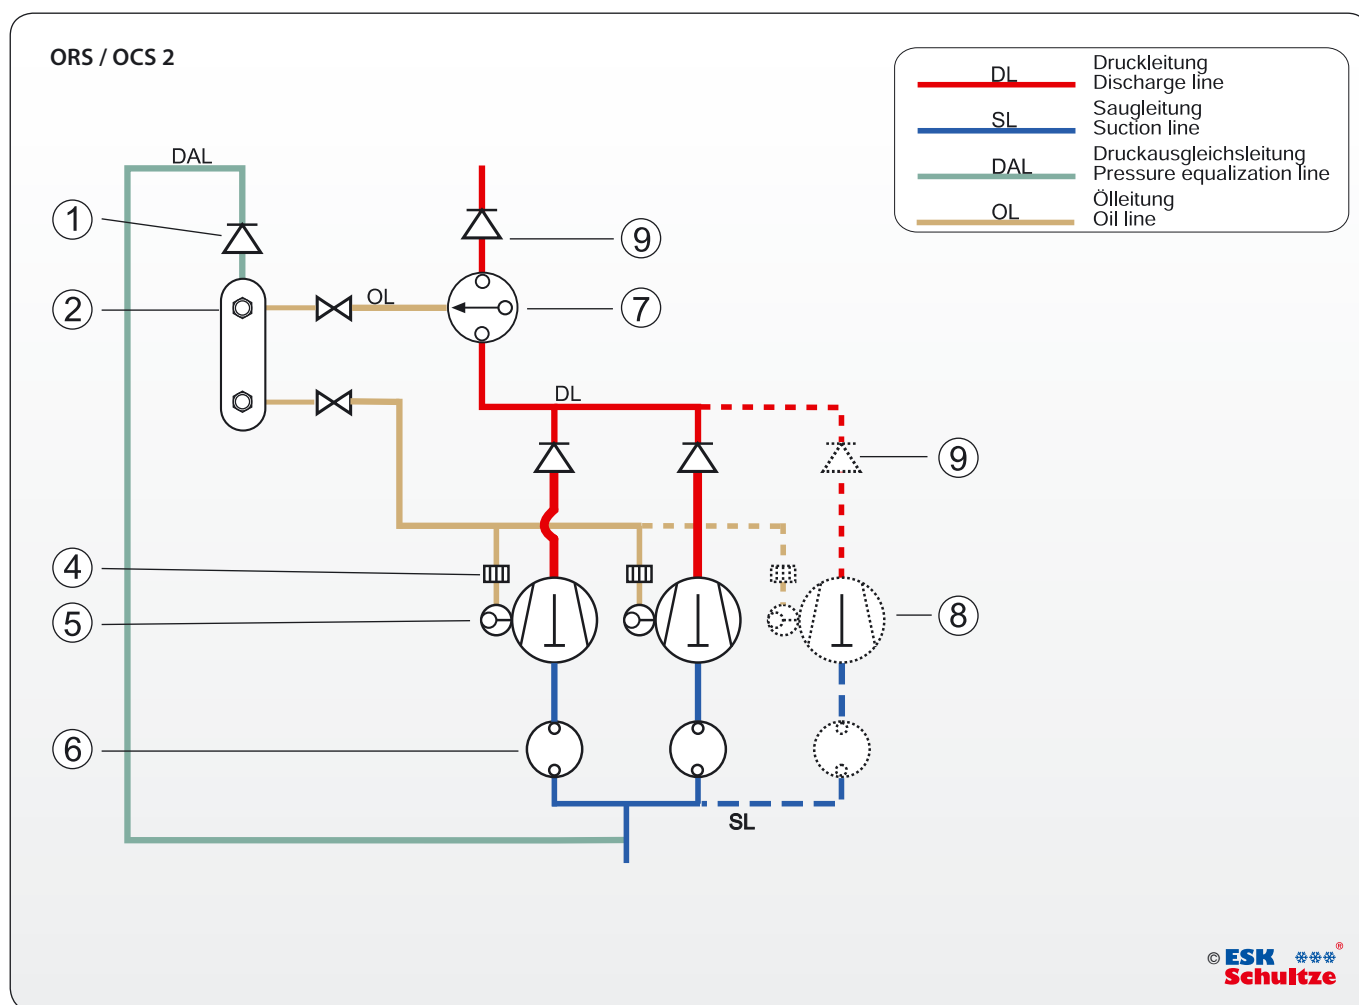 ORS / OCS 2
DL
Druckleitung
Discharge line
SL
Saugleitung
Suction line
DAL
Druckausgleichsleitung
Pressure equalization line
OL
Ölleitung
Oil line
DAL
1
9
2
OL
7
DL
9
4
5
8
6
SL
© ESK ®
Schultze